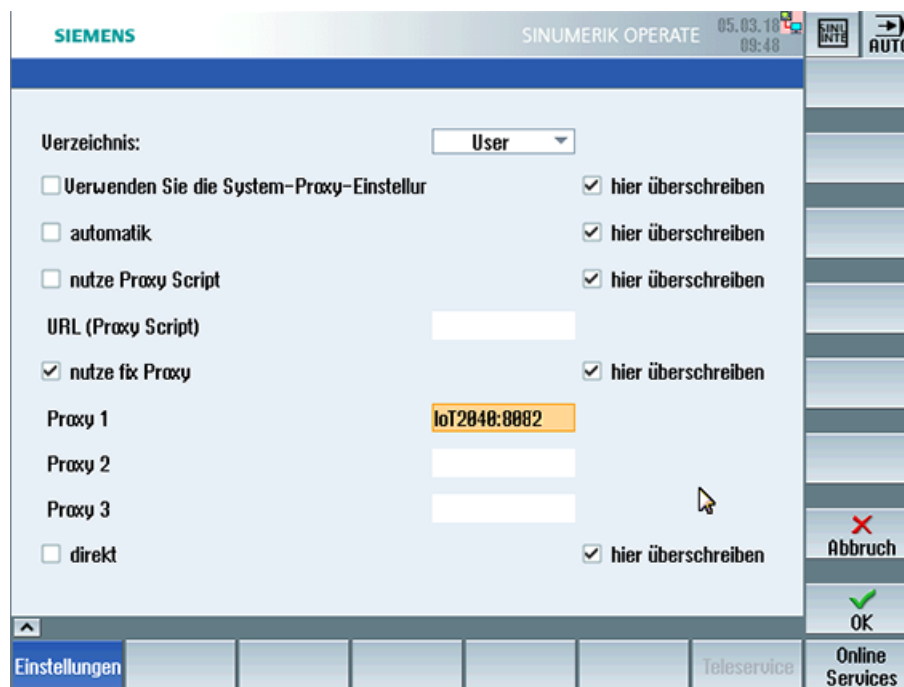 SIEMENS SINUMERIK OPERATE 05.03.18 09:48 SINU INTE AUTO
Verzeichnis: User
Verwenden Sie die System-Proxy-Einstellur hier überschreiben
automatik hier überschreiben
nutze Proxy Script hier überschreiben
URL (Proxy Script)
nutze fix Proxy hier überschreiben
Proxy 1 IoT2040:8082
Proxy 2
Proxy 3
Abbruch
direkt hier überschreiben
OK
Einstellungen Teleservice Online Services